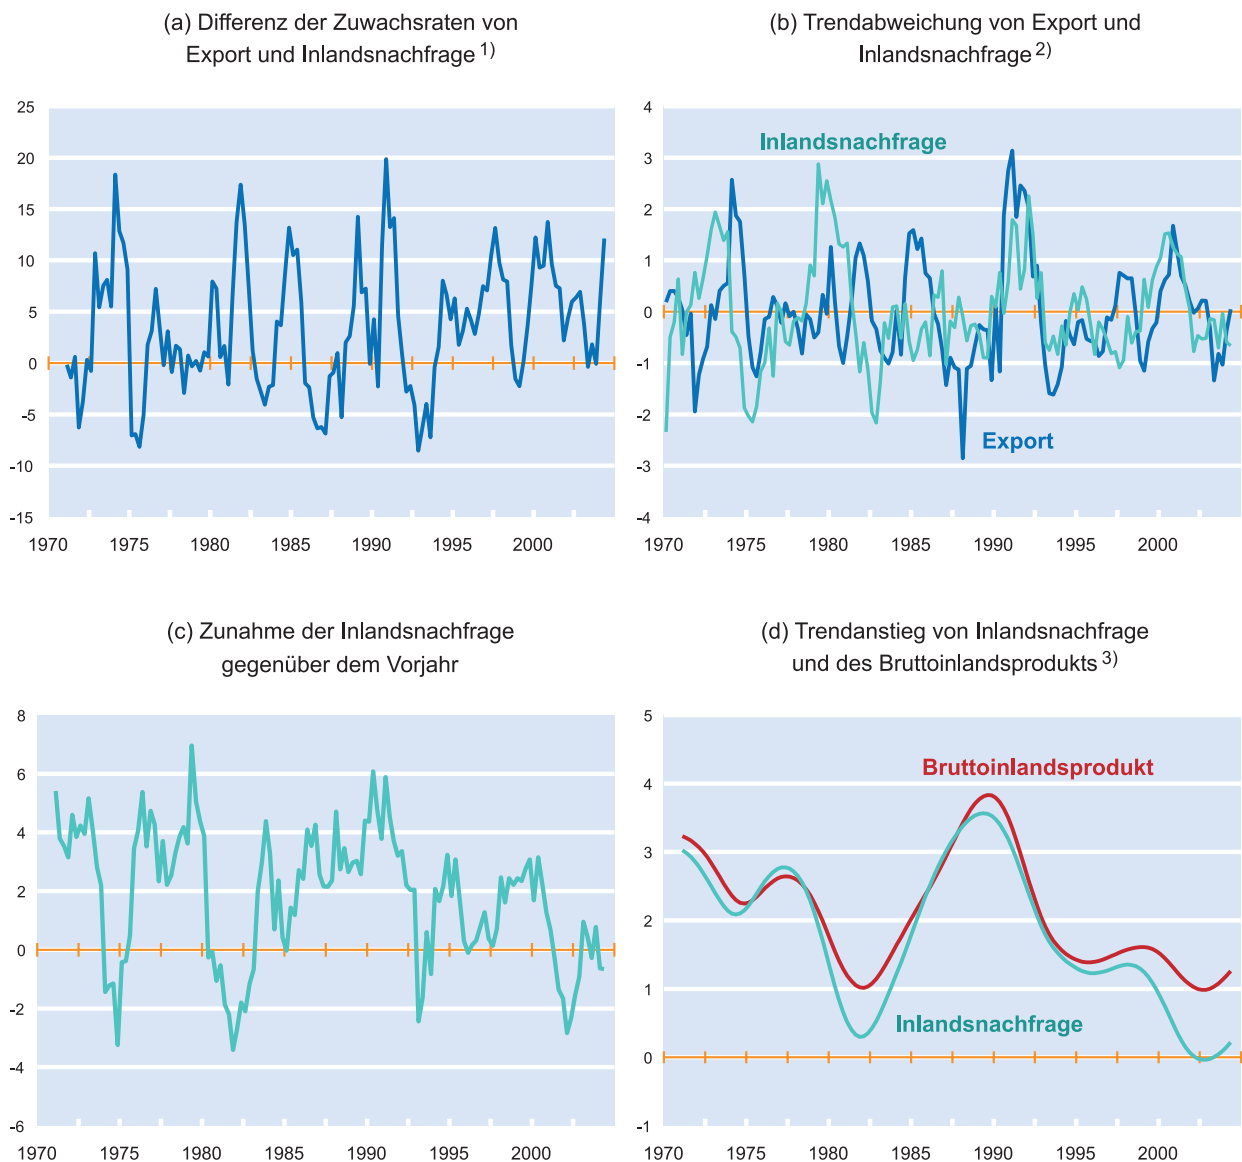 (a) Differenz der Zuwachsraten von
Export und Inlandsnachfrage 1)
25
20
15
10
5
0
-5
-10
-15
1970 1975 1980 1985 1990 1995 2000
(b) Trendabweichung von Export und
Inlandsnachfrage 2)
4
3
2
1
0
-1
-2
-3
-4
Inlandsnachfrage
Export
1970 1975 1980 1985 1990 1995 2000
(c) Zunahme der Inlandsnachfrage
gegenüber dem Vorjahr
8
6
4
2
0
-2
-4
-6
1970 1975 1980 1985 1990 1995 2000
(d) Trendanstieg von Inlandsnachfrage
und des Bruttoinlandsprodukts 3)
5
4
3
2
1
0
-1
Bruttoinlandsprodukt
Inlandsnachfrage
1970 1975 1980 1985 1990 1995 2000